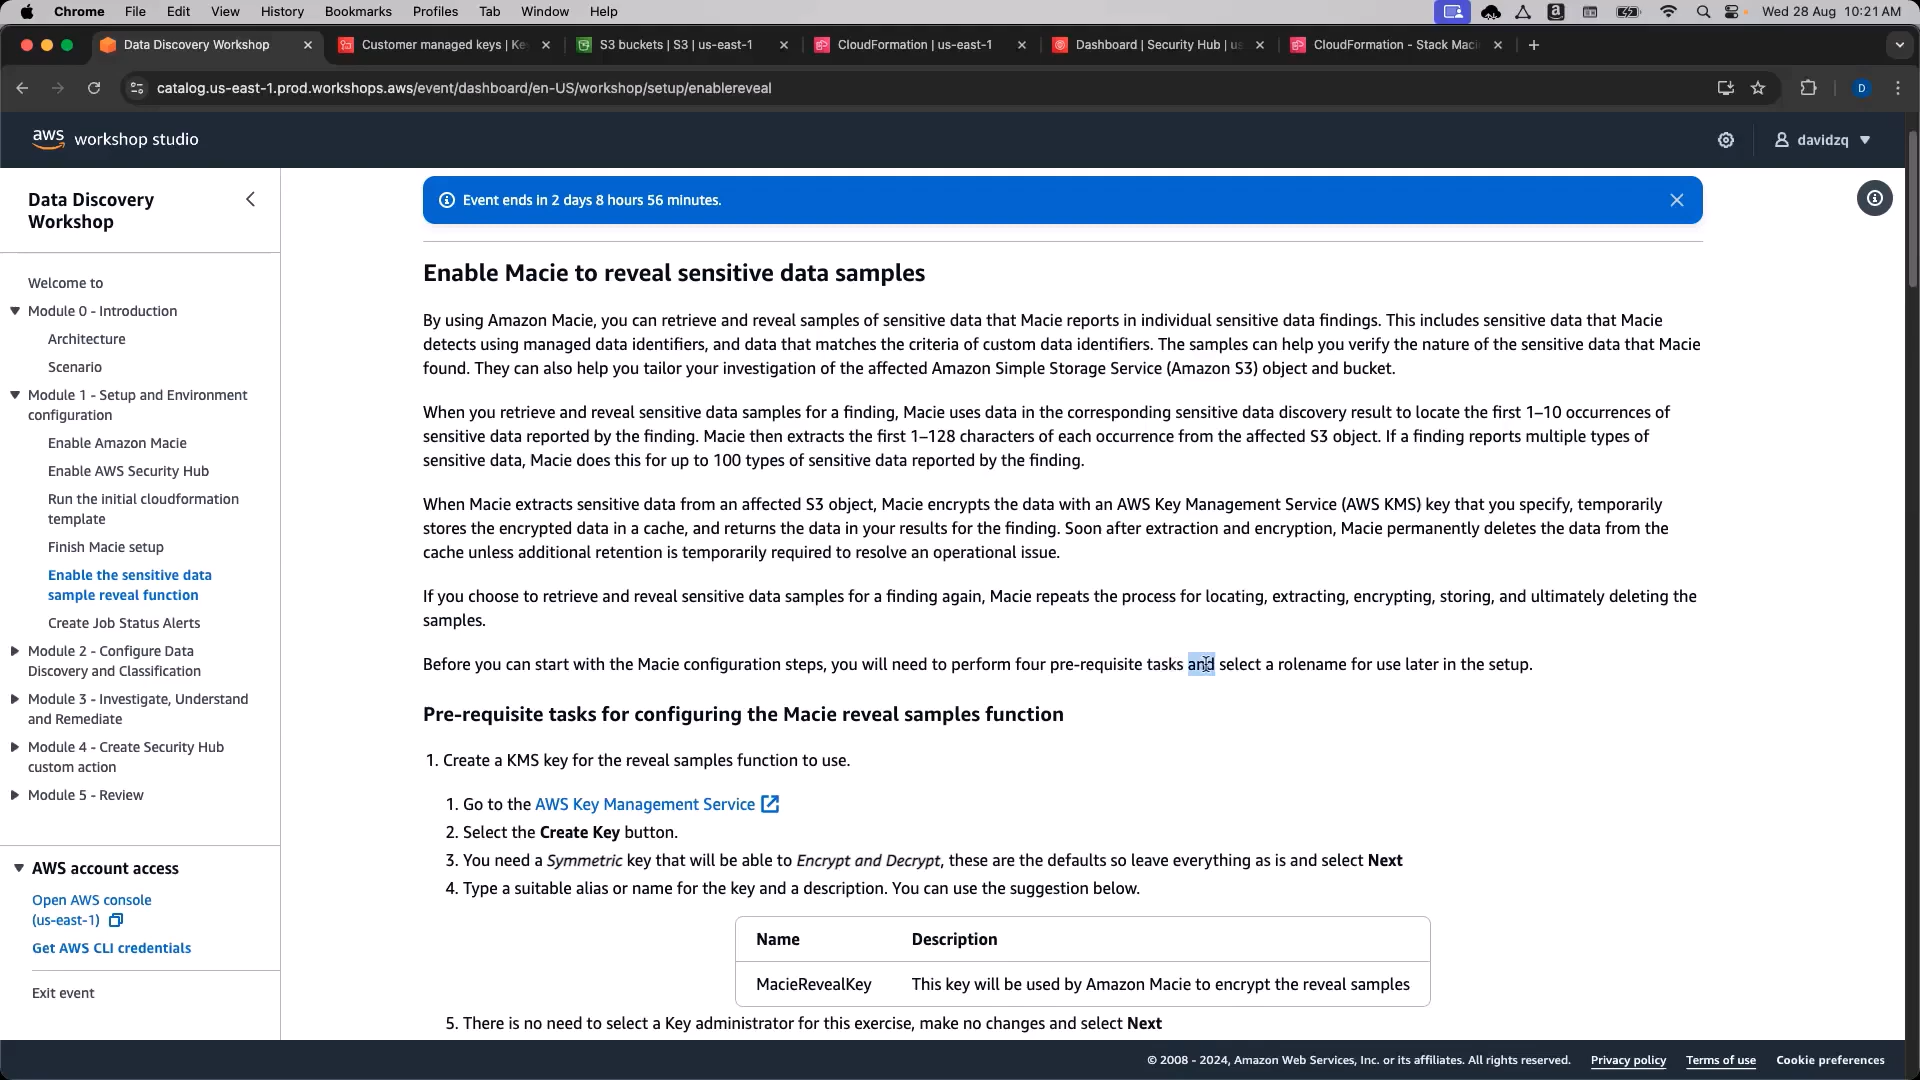 Chrome File Edit View History Bookmarks Profiles Tab Window Help
Wed 28 Aug 10:21 AM
Data Discovery Workshop
Customer managed keys | Ke
S3 buckets | S3 | us-east-1
CloudFormation | us-east-1
Dashboard | Security Hub | us
CloudFormation - Stack Maci
catalog.us-east-1.prod.workshops.aws/event/dashboard/en-US/workshop/setup/enablereveal
D
aws workshop studio
davidzq
Data Discovery
Workshop
Welcome to
Module 0 - Introduction
Architecture
Scenario
Module 1 - Setup and Environment
configuration
Enable Amazon Macie
Enable AWS Security Hub
Run the initial cloudformation
template
Finish Macie setup
Enable the sensitive data
sample reveal function
Create Job Status Alerts
Module 2 - Configure Data
Discovery and Classification
Module 3 - Investigate, Understand
and Remediate
Module 4 - Create Security Hub
custom action
Module 5 - Review
AWS account access
Open AWS console
(us-east-1)
Get AWS CLI credentials
Exit event
Event ends in 2 days 8 hours 56 minutes.
Enable Macie to reveal sensitive data samples
By using Amazon Macie, you can retrieve and reveal samples of sensitive data that Macie reports in individual sensitive data findings. This includes sensitive data that Macie
detects using managed data identifiers, and data that matches the criteria of custom data identifiers. The samples can help you verify the nature of the sensitive data that Macie
found. They can also help you tailor your investigation of the affected Amazon Simple Storage Service (Amazon S3) object and bucket.
When you retrieve and reveal sensitive data samples for a finding, Macie uses data in the corresponding sensitive data discovery result to locate the first 1–10 occurrences of
sensitive data reported by the finding. Macie then extracts the first 1–128 characters of each occurrence from the affected S3 object. If a finding reports multiple types of
sensitive data, Macie does this for up to 100 types of sensitive data reported by the finding.
When Macie extracts sensitive data from an affected S3 object, Macie encrypts the data with an AWS Key Management Service (AWS KMS) key that you specify, temporarily
stores the encrypted data in a cache, and returns the data in your results for the finding. Soon after extraction and encryption, Macie permanently deletes the data from the
cache unless additional retention is temporarily required to resolve an operational issue.
If you choose to retrieve and reveal sensitive data samples for a finding again, Macie repeats the process for locating, extracting, encrypting, storing, and ultimately deleting the
samples.
Before you can start with the Macie configuration steps, you will need to perform four pre-requisite tasks and select a rolename for use later in the setup.
Pre-requisite tasks for configuring the Macie reveal samples function
1. Create a KMS key for the reveal samples function to use.
1. Go to the AWS Key Management Service
2. Select the Create Key button.
3. You need a Symmetric key that will be able to Encrypt and Decrypt, these are the defaults so leave everything as is and select Next
4. Type a suitable alias or name for the key and a description. You can use the suggestion below.
Name Description
MacieRevealKey This key will be used by Amazon Macie to encrypt the reveal samples
5. There is no need to select a Key administrator for this exercise, make no changes and select Next
© 2008 - 2024, Amazon Web Services, Inc. or its affiliates. All rights reserved. Privacy policy Terms of use Cookie preferences